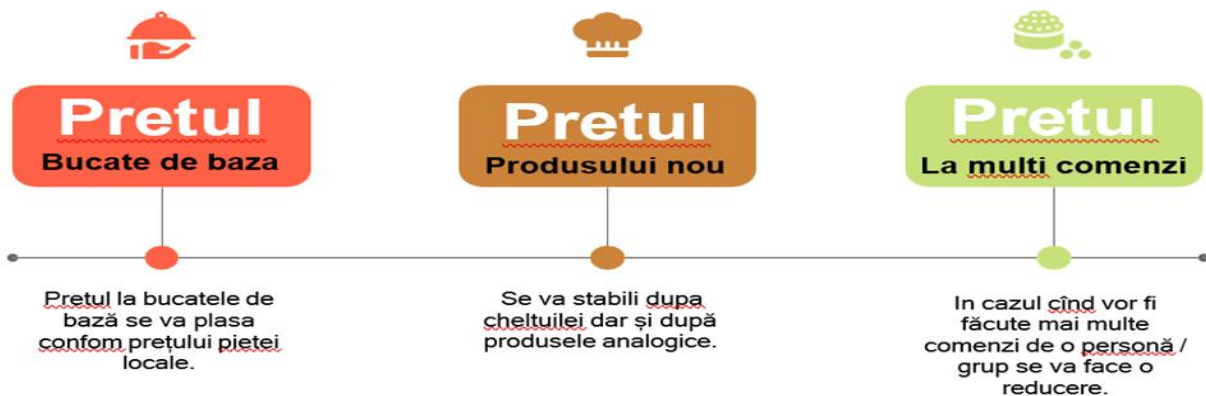 Pretul
Bucate de baza
Pretul
Produsului nou
Pretul
La multi comenzi
Pretul la bucatele de
bază se va plasa
confom prețului pietei
locale.
Se va stabili dupa
cheltuilei dar și după
produsele analogice.
In cazul cînd vor fi
făcute mai multe
comenzi de o personă /
grup se va face o
reducere.